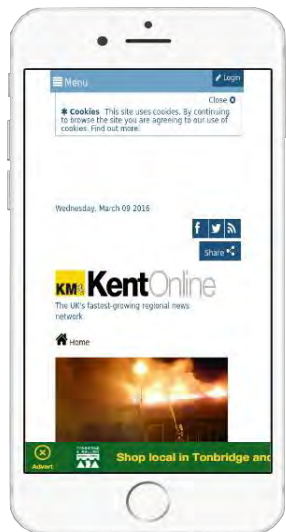 Menu
Login
Close
Cookies This site uses cookies. By continuing
to browse the site you are agreeing to our use of
cookies. Find out more.
Wednesday, March 09 2016
Share
KM KentOnline
The UK's fastest-growing regional news
network
Home
Advert
Shop local in Tonbridge and